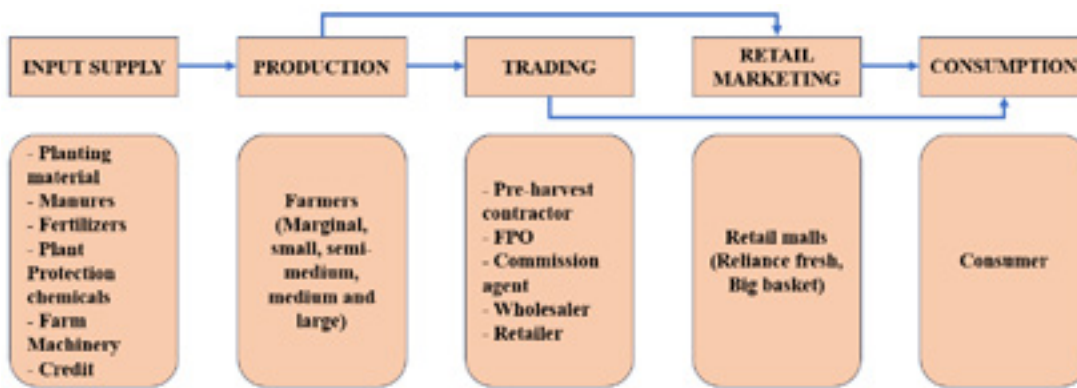 INPUT SUPPLY
PRODUCTION
TRADING
RETAIL
MARKETING
CONSUMPTION
- Planting
material
- Manures
- Fertilizers
- Plant
Protection
chemicals
- Farm
Machinery
- Credit
Farmers
(Marginal,
small, semi-
medium,
medium and
large)
- Pre-harvest
contractor
- FPO
- Commission
agent
- Wholesaler
- Retailer
Retail malls
(Reliance fresh,
Big basket)
Consumer